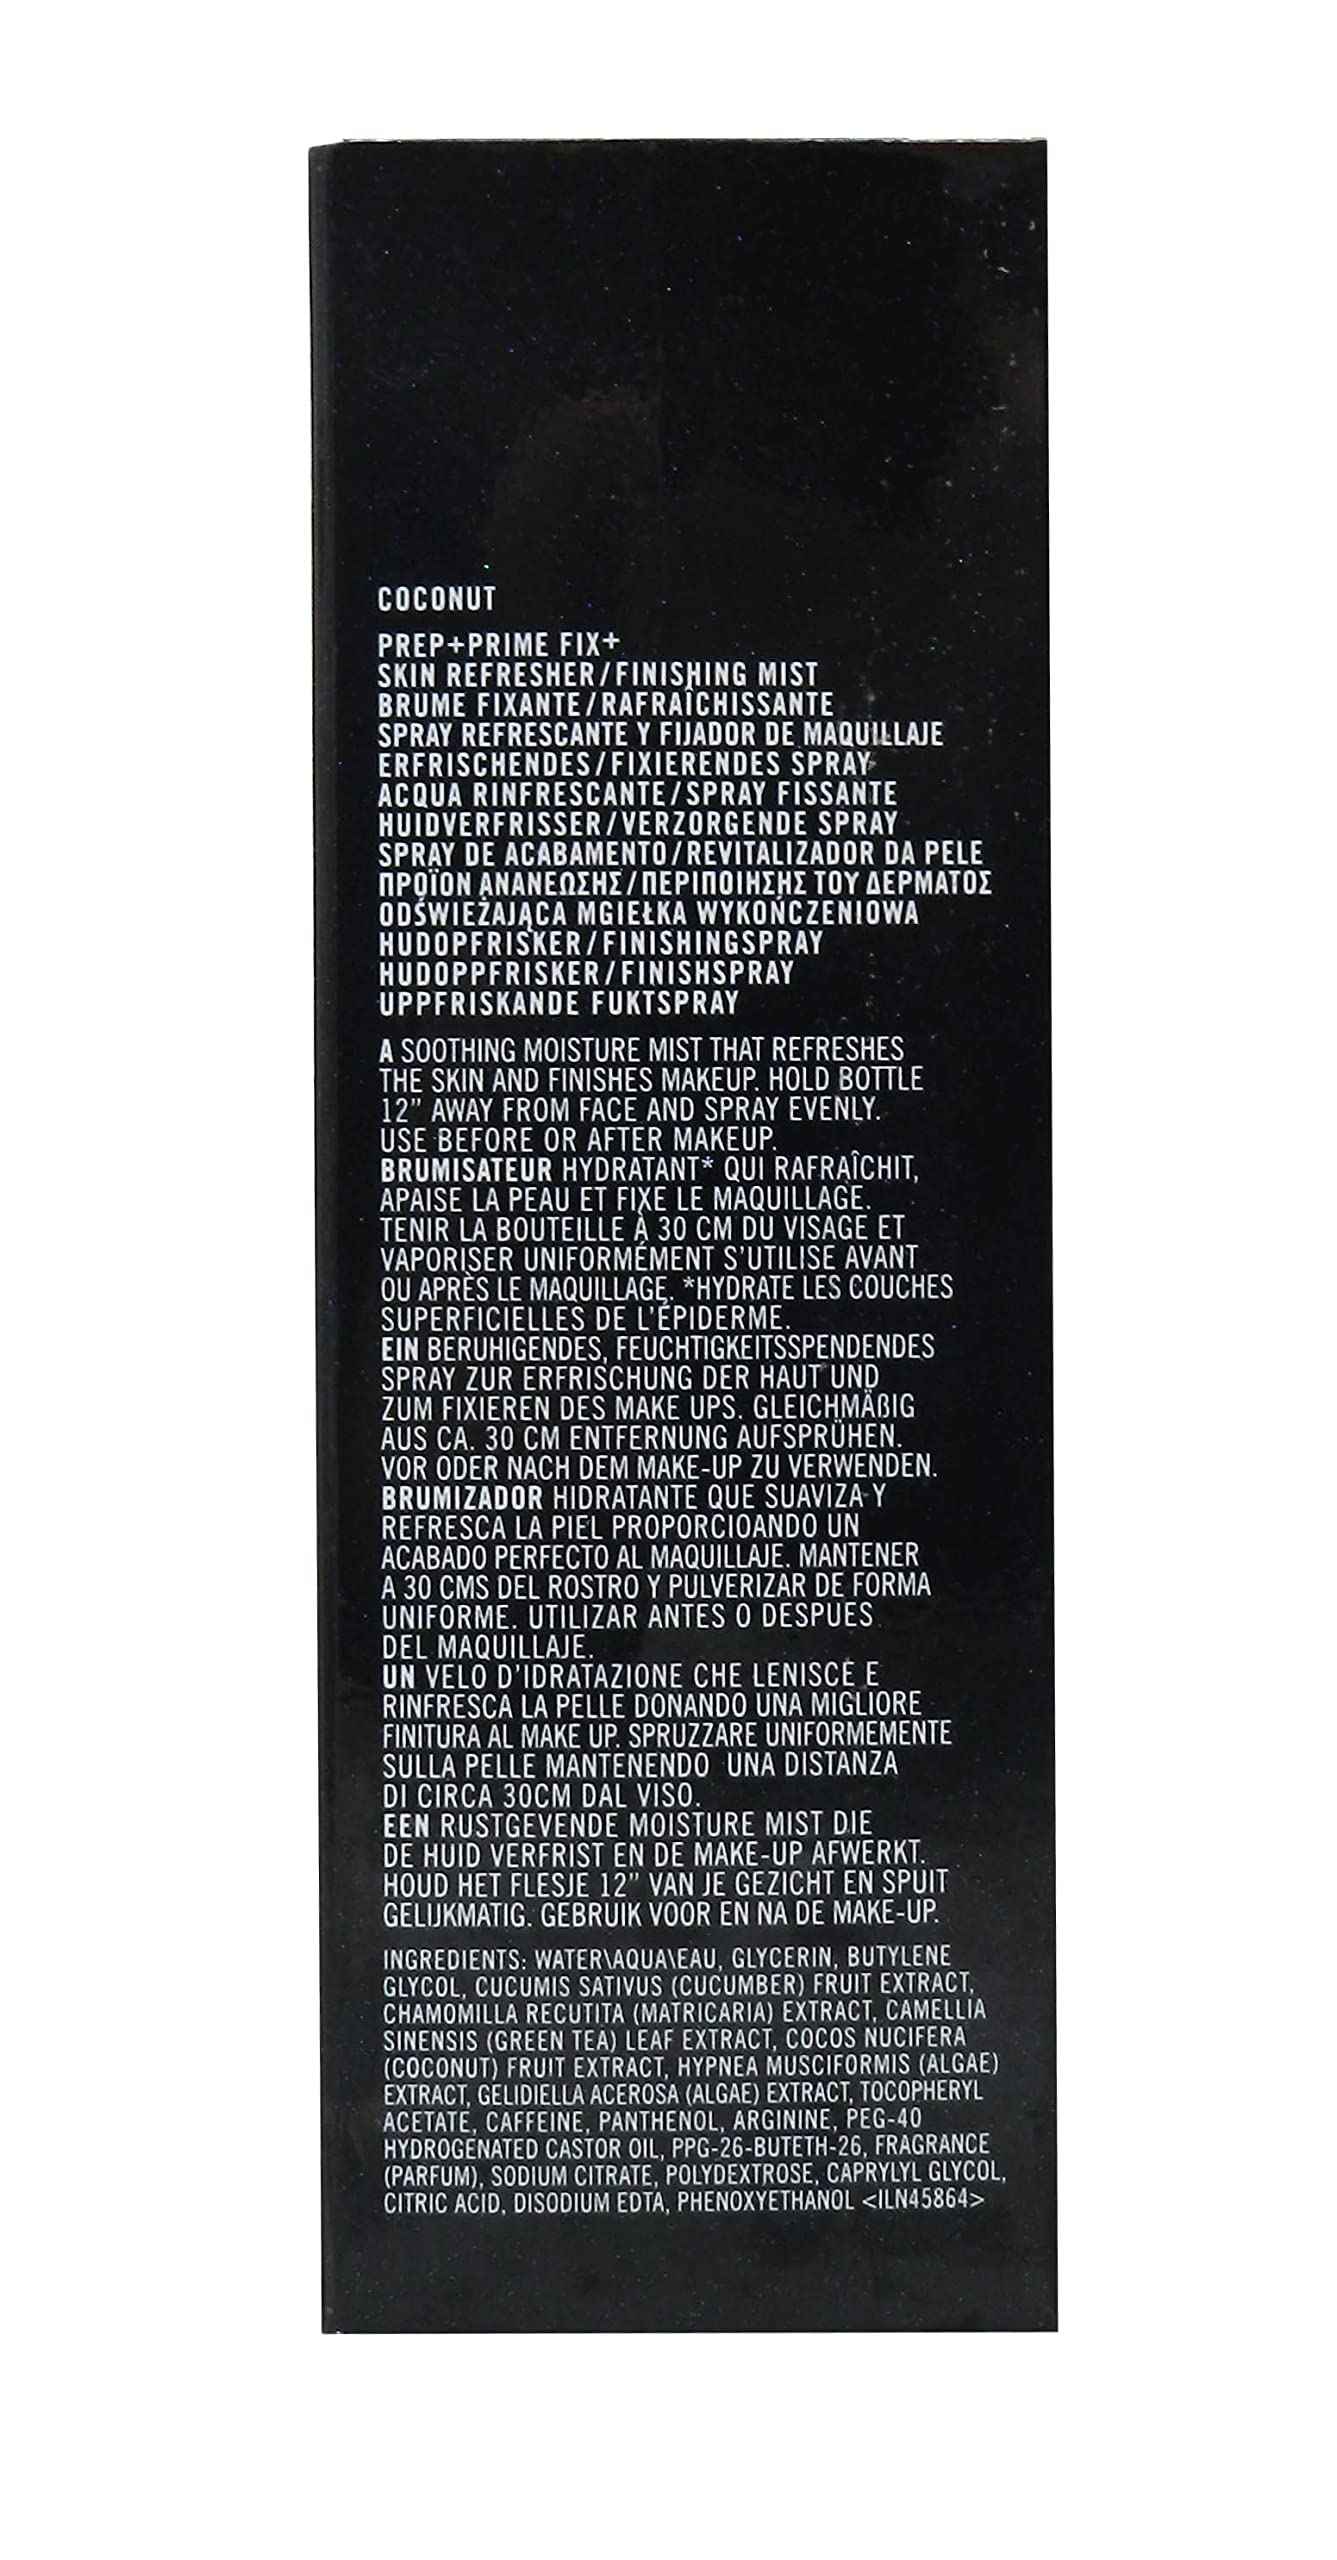 COCONUT
PREP+PRIME FIX+
SKIN REFRESHER/FINISHING MIST
BRUME FIXANTE/RAFRAÎCHISSANTE
SPRAY REFRESCANTE Y FIJADOR DE MAQUILLAJE
ERFRISCHENDES/FIXIERENDES SPRAY
ACQUA RINFRESCANTE/SPRAY FISSANTE
HUIDVERFRISSER/VERZORGENDE SPRAY
SPRAY DE ACABAMENTO/REVITALIZADOR DA PELE
ΠΡΟΪΟΝ ΑΝΑΝΕΩΣΗΣ/ΠΕΡΙΠΟΙΗΣΗΣ ΤΟΥ ΔΕΡΜΑΤΟΣ
ODŚWIEŻAJĄCA MGIEŁKA WYKOŃCZENIOWA
HUDOPFRISKER/FINISHINGSPRAY
HUDOPPFRISKER/FINISHSPRAY
UPPFRISKANDE FUKTSPRAY
A SOOTHING MOISTURE MIST THAT REFRESHES
THE SKIN AND FINISHES MAKEUP. HOLD BOTTLE
12” AWAY FROM FACE AND SPRAY EVENLY.
USE BEFORE OR AFTER MAKEUP.
BRUMISATEUR HYDRATANT* QUI RAFRAÎCHIT,
APAISE LA PEAU ET FIXE LE MAQUILLAGE.
TENIR LA BOUTEILLE À 30 CM DU VISAGE ET
VAPORISER UNIFORMÉMENT S’UTILISE AVANT
OU APRÈS LE MAQUILLAGE. *HYDRATE LES COUCHES
SUPERFICIELLES DE L’ÉPIDERME.
EIN BERUHIGENDES, FEUCHTIGKEITSSPENDENDES
SPRAY ZUR ERFRISCHUNG DER HAUT UND
ZUM FIXIEREN DES MAKE UPS. GLEICHMÄßIG
AUS CA. 30 CM ENTFERNUNG AUFSPRÜHEN.
VOR ODER NACH DEM MAKE-UP ZU VERWENDEN.
BRUMIZADOR HIDRATANTE QUE SUAVIZA Y
REFRESCA LA PIEL PROPORCIOANDO UN
ACABADO PERFECTO AL MAQUILLAJE. MANTENER
A 30 CMS DEL ROSTRO Y PULVERIZAR DE FORMA
UNIFORME. UTILIZAR ANTES O DESPUES
DEL MAQUILLAJE.
UN VELO D’IDRATAZIONE CHE LENISCE E
RINFRESCA LA PELLE DONANDO UNA MIGLIORE
FINITURA AL MAKE UP. SPRUZZARE UNIFORMEMENTE
SULLA PELLE MANTENENDO UNA DISTANZA
DI CIRCA 30CM DAL VISO.
EEN RUSTGEVENDE MOISTURE MIST DIE
DE HUID VERFRIST EN DE MAKE-UP AFWERKT.
HOUD HET FLESJE 12” VAN JE GEZICHT EN SPUIT
GELIJKMATIG. GEBRUIK VOOR EN NA DE MAKE-UP.
INGREDIENTS: WATER\AQUA\EAU, GLYCERIN, BUTYLENE
GLYCOL, CUCUMIS SATIVUS (CUCUMBER) FRUIT EXTRACT,
CHAMOMILLA RECUTITA (MATRICARIA) EXTRACT, CAMELLIA
SINENSIS (GREEN TEA) LEAF EXTRACT, COCOS NUCIFERA
(COCONUT) FRUIT EXTRACT, HYPNEA MUSCIFORMIS (ALGAE)
EXTRACT, GELIDIELLA ACEROSA (ALGAE) EXTRACT, TOCOPHERYL
ACETATE, CAFFEINE, PANTHENOL, ARGININE, PEG-40
HYDROGENATED CASTOR OIL, PPG-26-BUTETH-26, FRAGRANCE
(PARFUM), SODIUM CITRATE, POLYDEXTROSE, CAPRYLYL GLYCOL,
CITRIC ACID, DISODIUM EDTA, PHENOXYETHANOL <ILN45864>